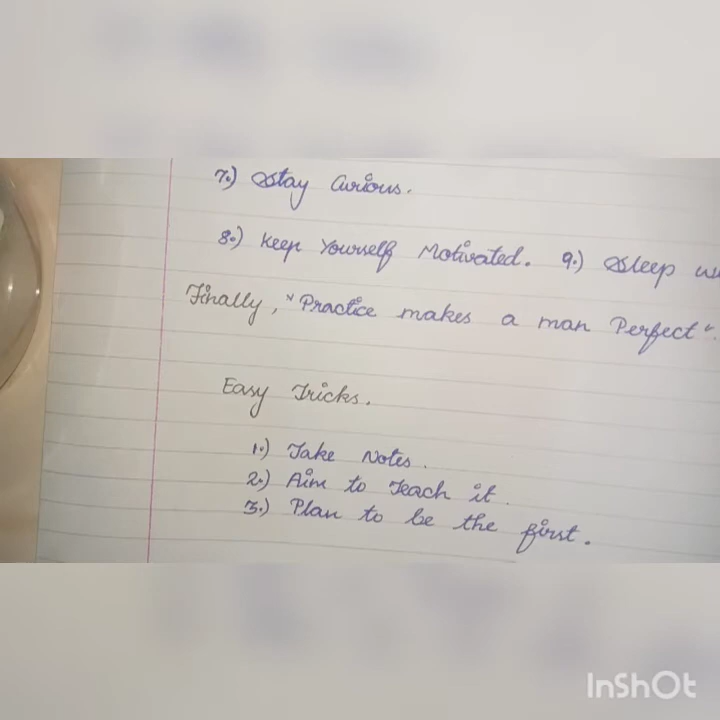 7.) Stay Curious.
8.) Keep Yourself Motivated. 9.) Sleep
Finally, "Practice makes a man Perfect".
Easy Tricks.
1.) Take Notes.
2.) Aim to Teach it.
3.) Plan to be the first.
InShOt